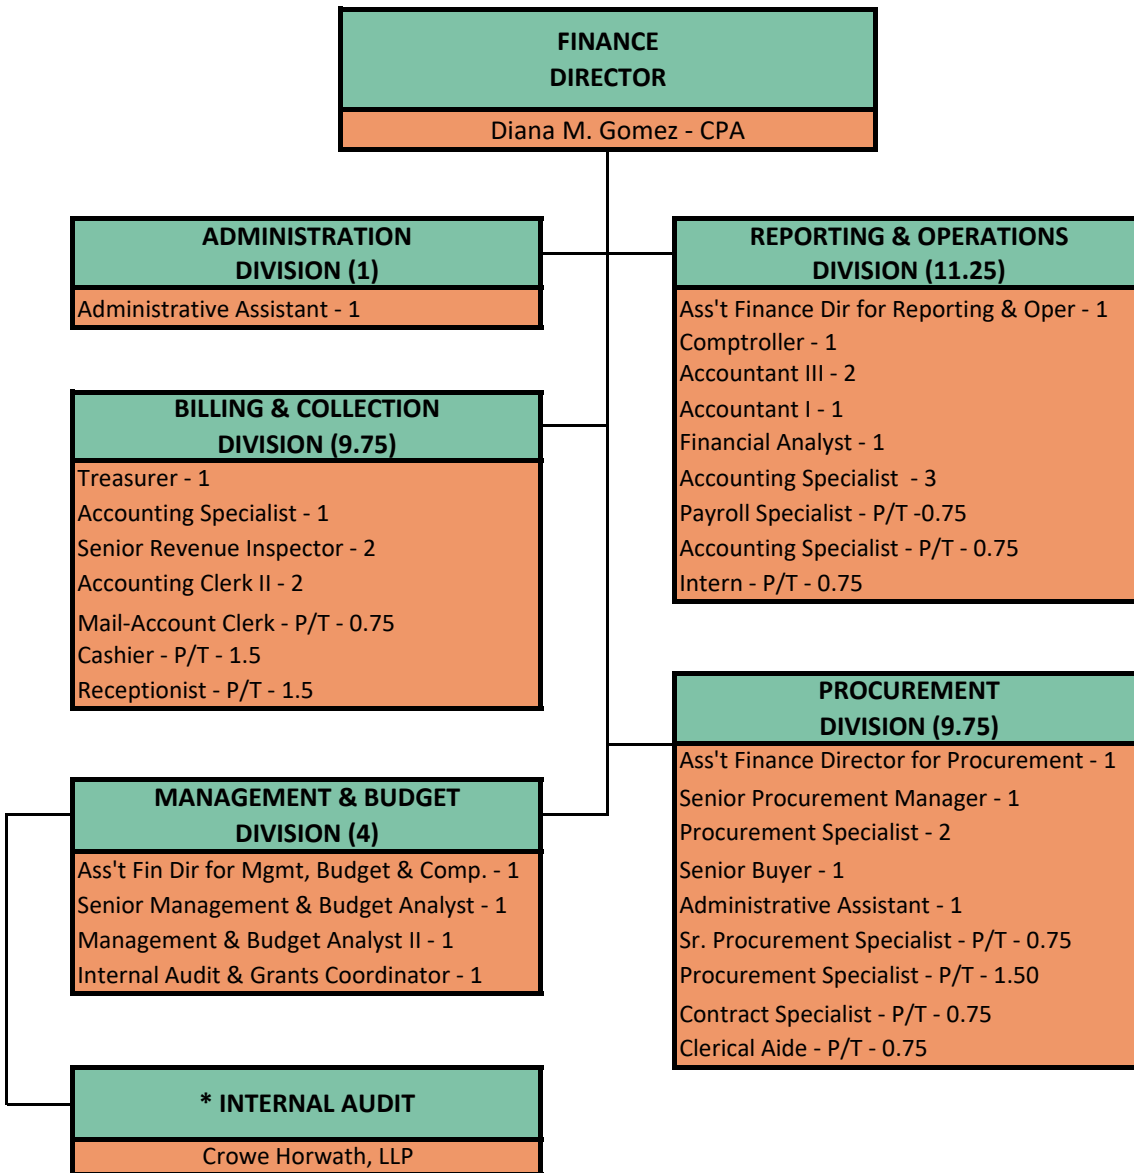 FINANCE
DIRECTOR
Diana M. Gomez - CPA
ADMINISTRATION
DIVISION (1)
Administrative Assistant - 1
REPORTING & OPERATIONS
DIVISION (11.25)
Ass't Finance Dir for Reporting & Oper - 1
Comptroller - 1
Accountant III - 2
Accountant I - 1
Financial Analyst - 1
Accounting Specialist  - 3
Payroll Specialist - P/T -0.75
Accounting Specialist - P/T - 0.75
Intern - P/T - 0.75
BILLING & COLLECTION
DIVISION (9.75)
Treasurer - 1
Accounting Specialist - 1
Senior Revenue Inspector - 2
Accounting Clerk II - 2
Mail-Account Clerk - P/T - 0.75
Cashier - P/T - 1.5
Receptionist - P/T - 1.5
PROCUREMENT
DIVISION (9.75)
Ass't Finance Director for Procurement - 1
Senior Procurement Manager - 1
Procurement Specialist - 2
Senior Buyer - 1
Administrative Assistant - 1
Sr. Procurement Specialist - P/T - 0.75
Procurement Specialist - P/T - 1.50
Contract Specialist - P/T - 0.75
Clerical Aide - P/T - 0.75
MANAGEMENT & BUDGET
DIVISION (4)
Ass't Fin Dir for Mgmt, Budget & Comp. - 1
Senior Management & Budget Analyst - 1
Management & Budget Analyst II - 1
Internal Audit & Grants Coordinator - 1
* INTERNAL AUDIT
Crowe Horwath, LLP